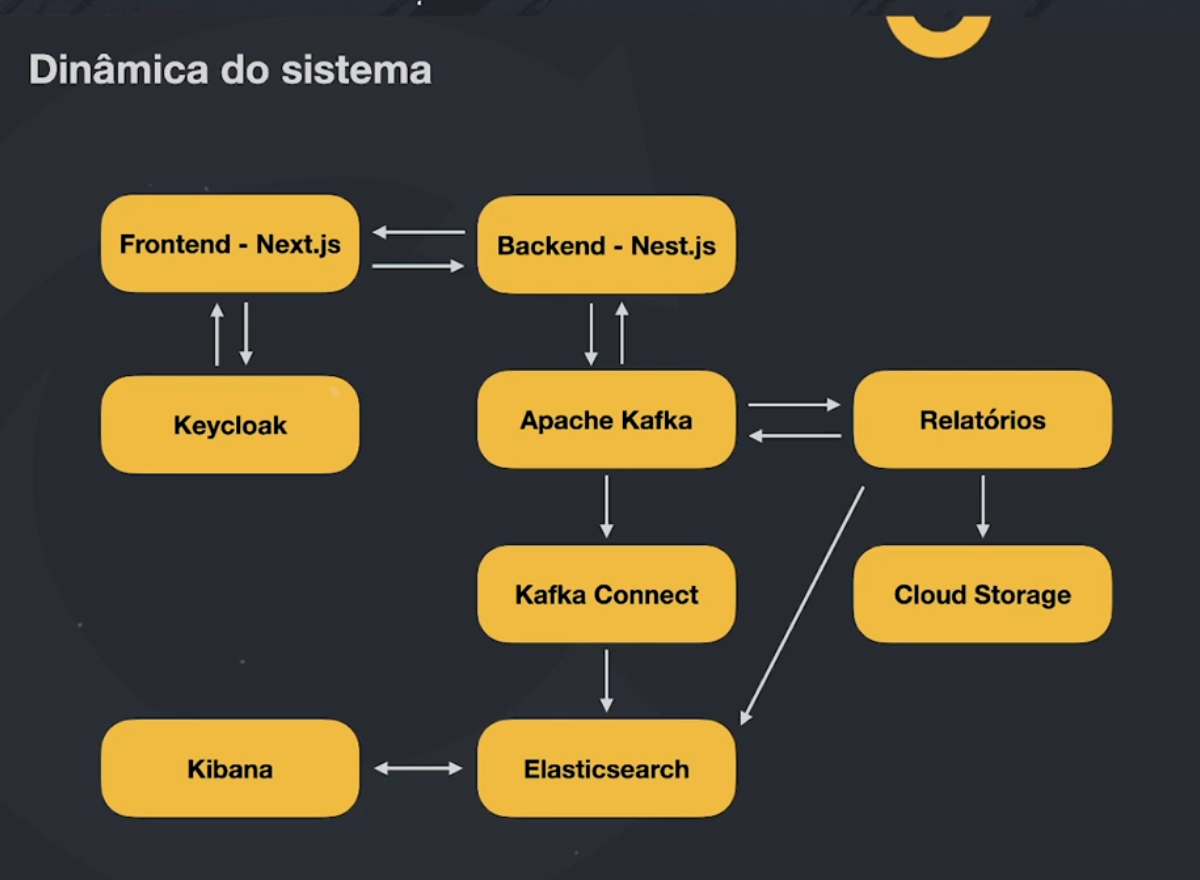 Dinâmica do sistema
Frontend - Next.js
Backend - Nest.js
Keycloak
Apache Kafka
Relatórios
Kafka Connect
Cloud Storage
Kibana
Elasticsearch